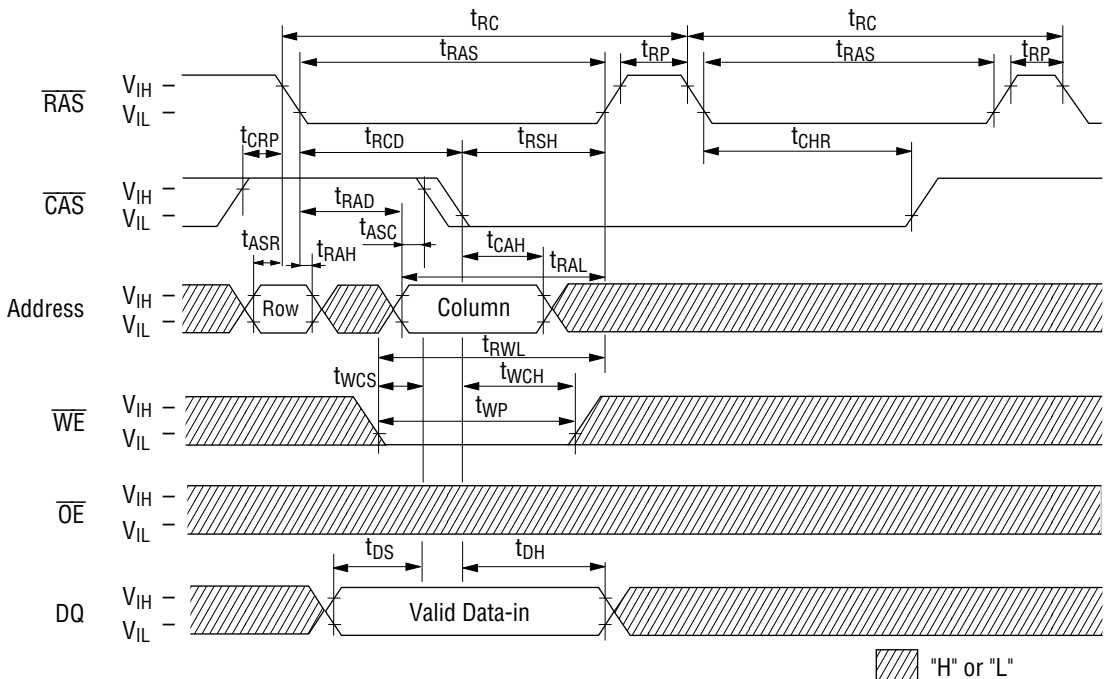 tRC tRC
tRAS tRP tRAS tRP
RAS VIH
VIL
tCRP tRCD tRSH tCHR
CAS VIH
VIL
tRAD
tASC tCAH
tASR tRAH tRAL
Address VIH
VIL
Row Column
tRWL
tWCS tWCH
tWP
WE VIH
VIL
OE VIH
VIL
tDS tDH
DQ VIH
VIL
Valid Data-in
"H" or "L"